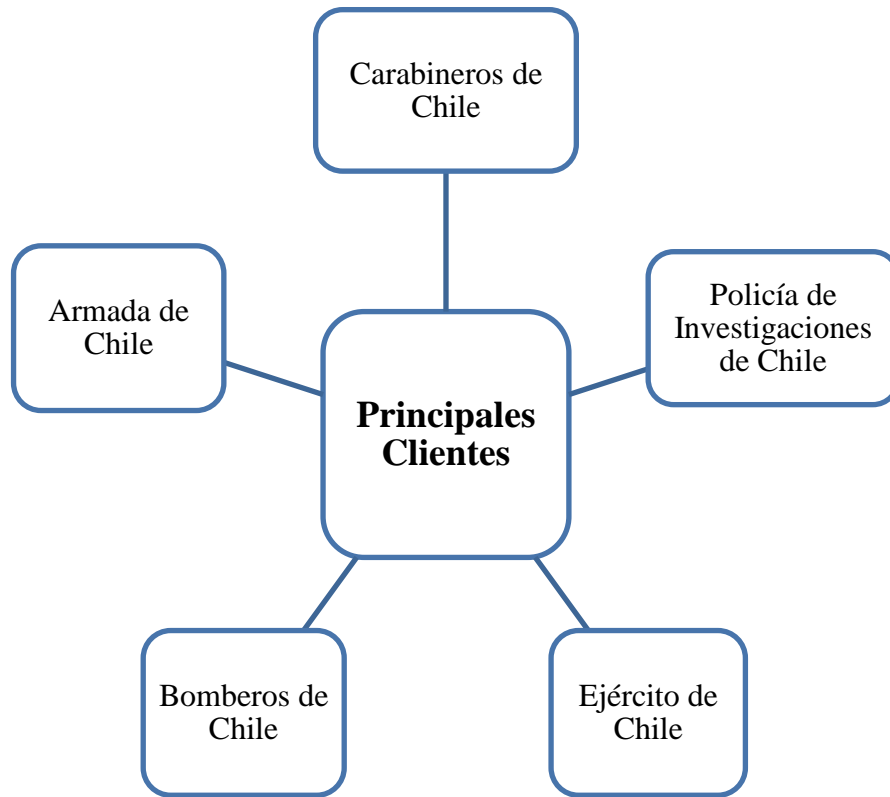 Carabineros de
Chile
Armada de
Chile
Policía de
Investigaciones
de Chile
Principales
Clientes
Bomberos de
Chile
Ejército de
Chile